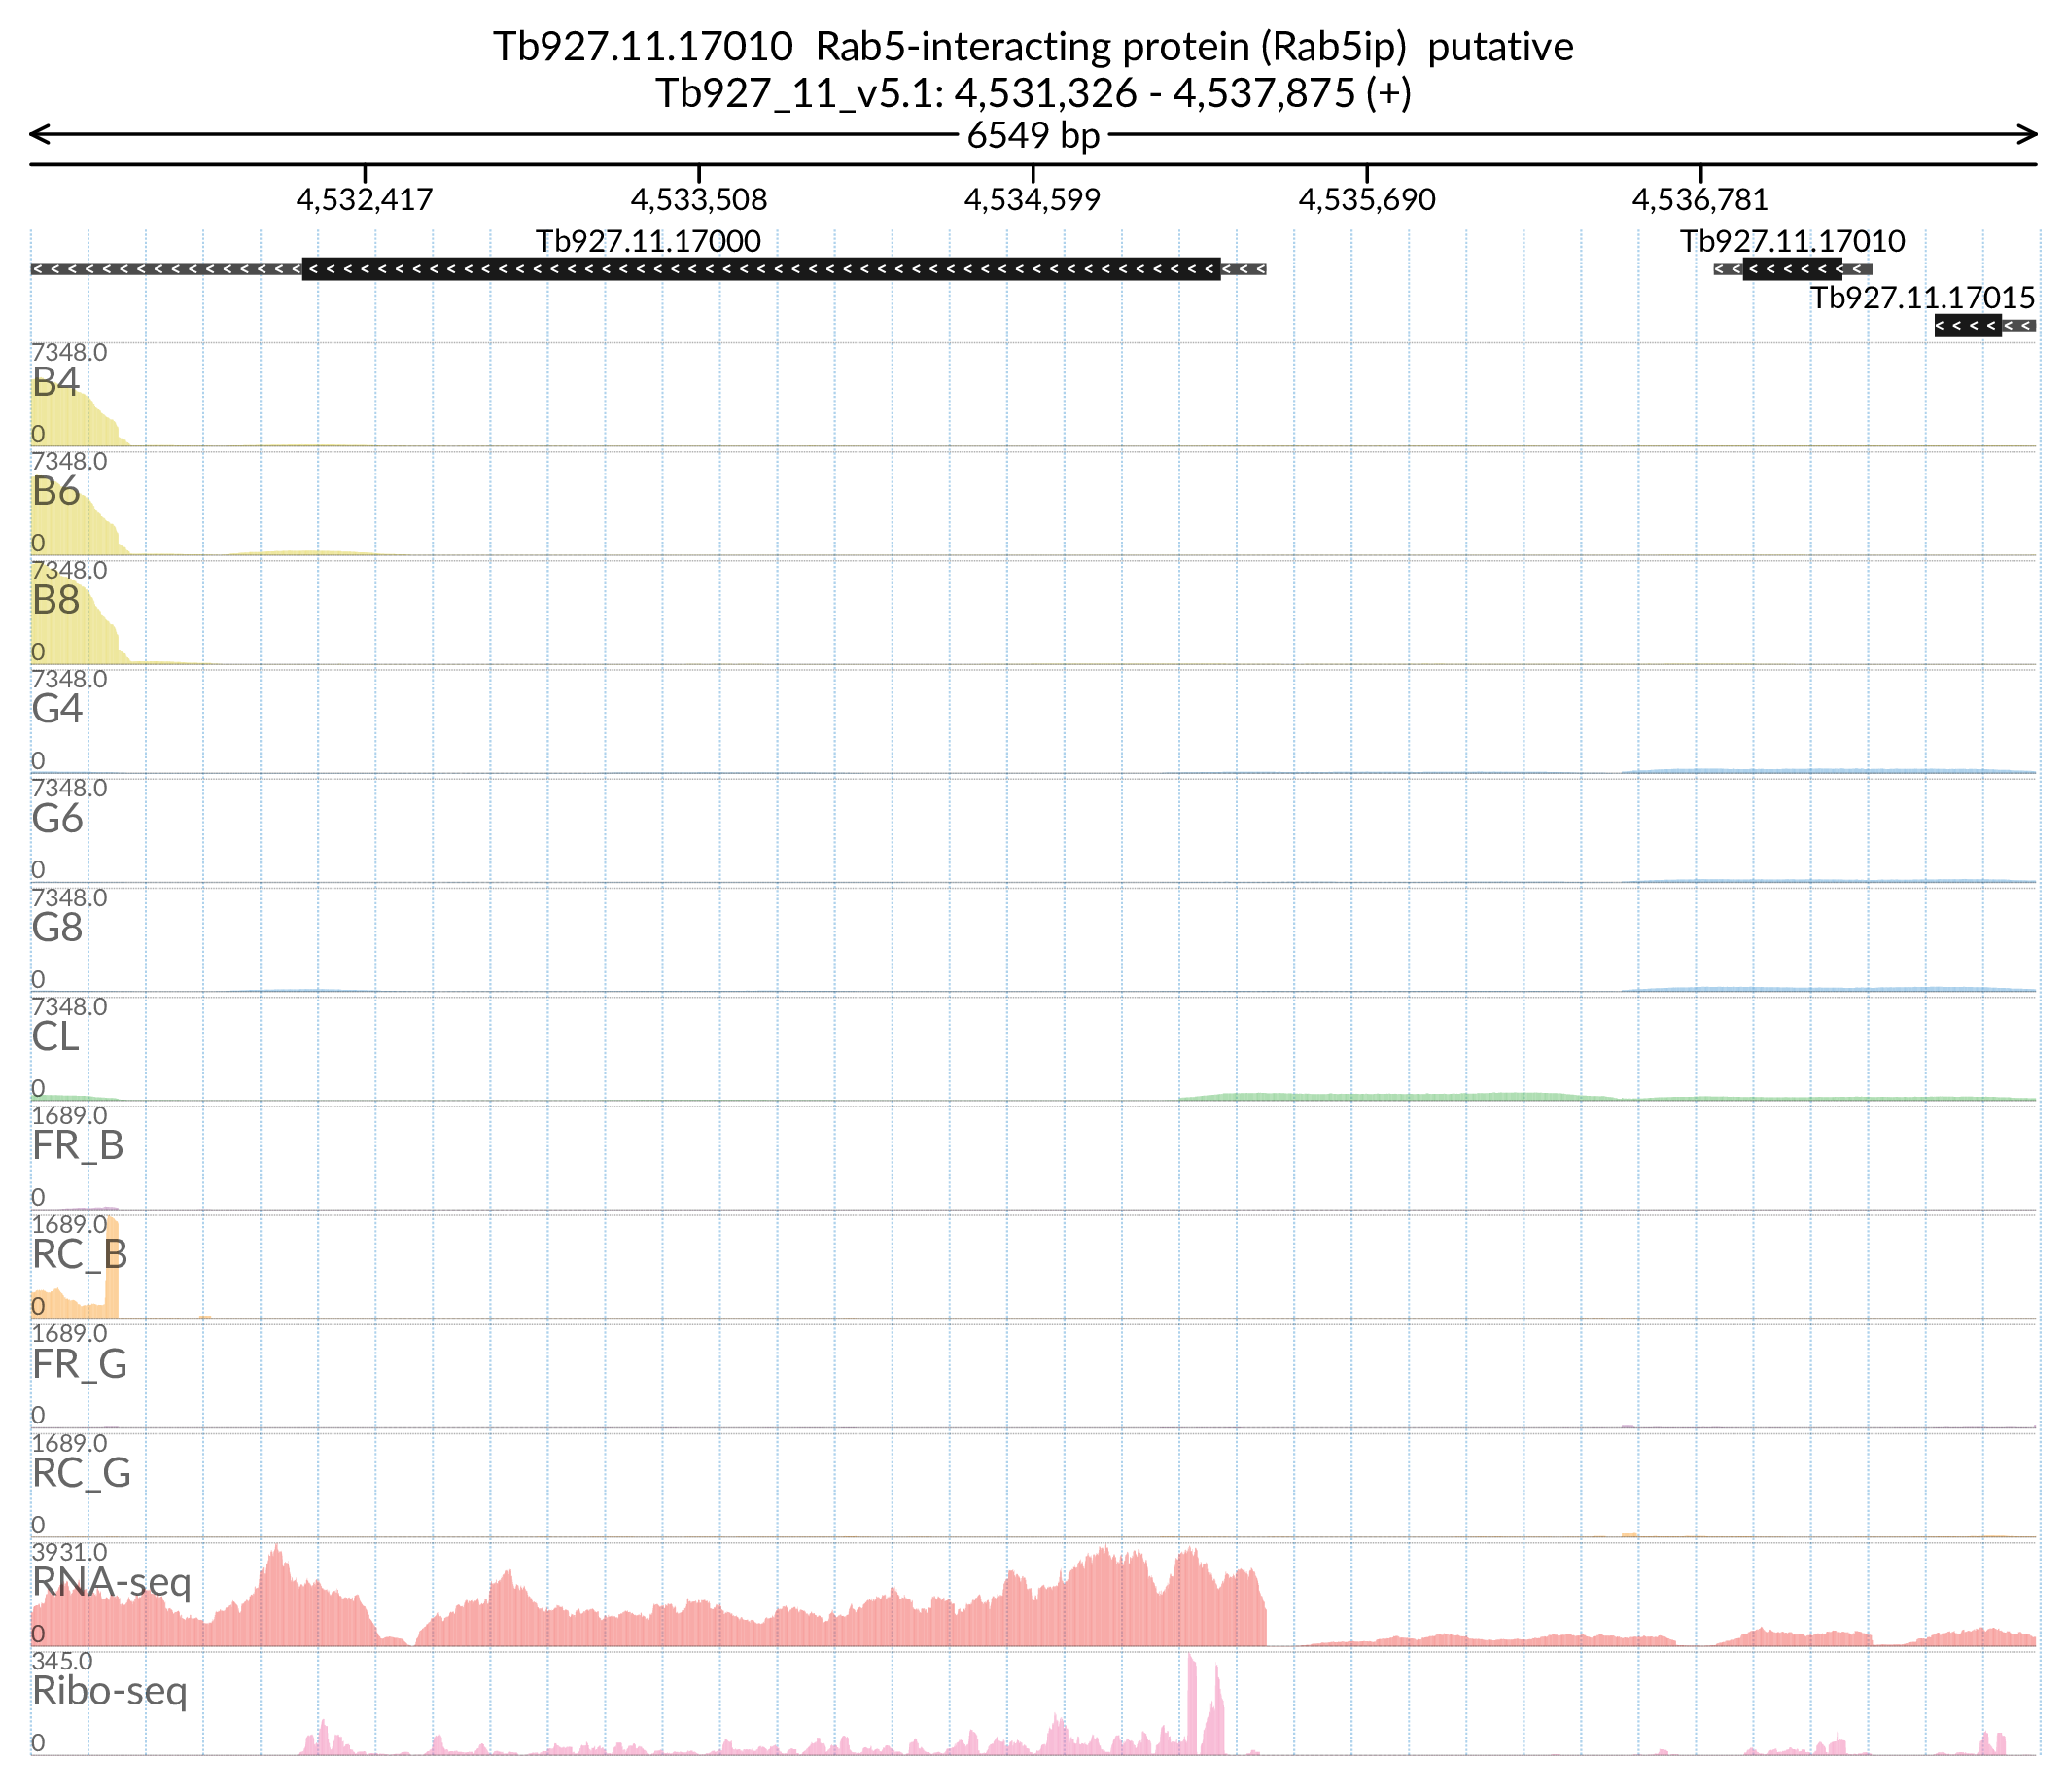 Tb927.11.17010 Rab5-interacting protein (Rab5ip) putative
Tb927_11_v5.1: 4,531,326 - 4,537,875 (+)
6549 bp
4,532,417 4,533,508 4,534,599 4,535,690 4,536,781
Tb927.11.17000 Tb927.11.17010
Tb927.11.17015
7348.0
B4
0
7348.0
B6
0
7348.0
B8
0
7348.0
G4
0
7348.0
G6
0
7348.0
G8
0
7348.0
CL
0
1689.0
FR_B
0
1689.0
RC_B
0
1689.0
FR_G
0
1689.0
RC_G
0
3931.0
RNA-seq
0
345.0
Ribo-seq
0